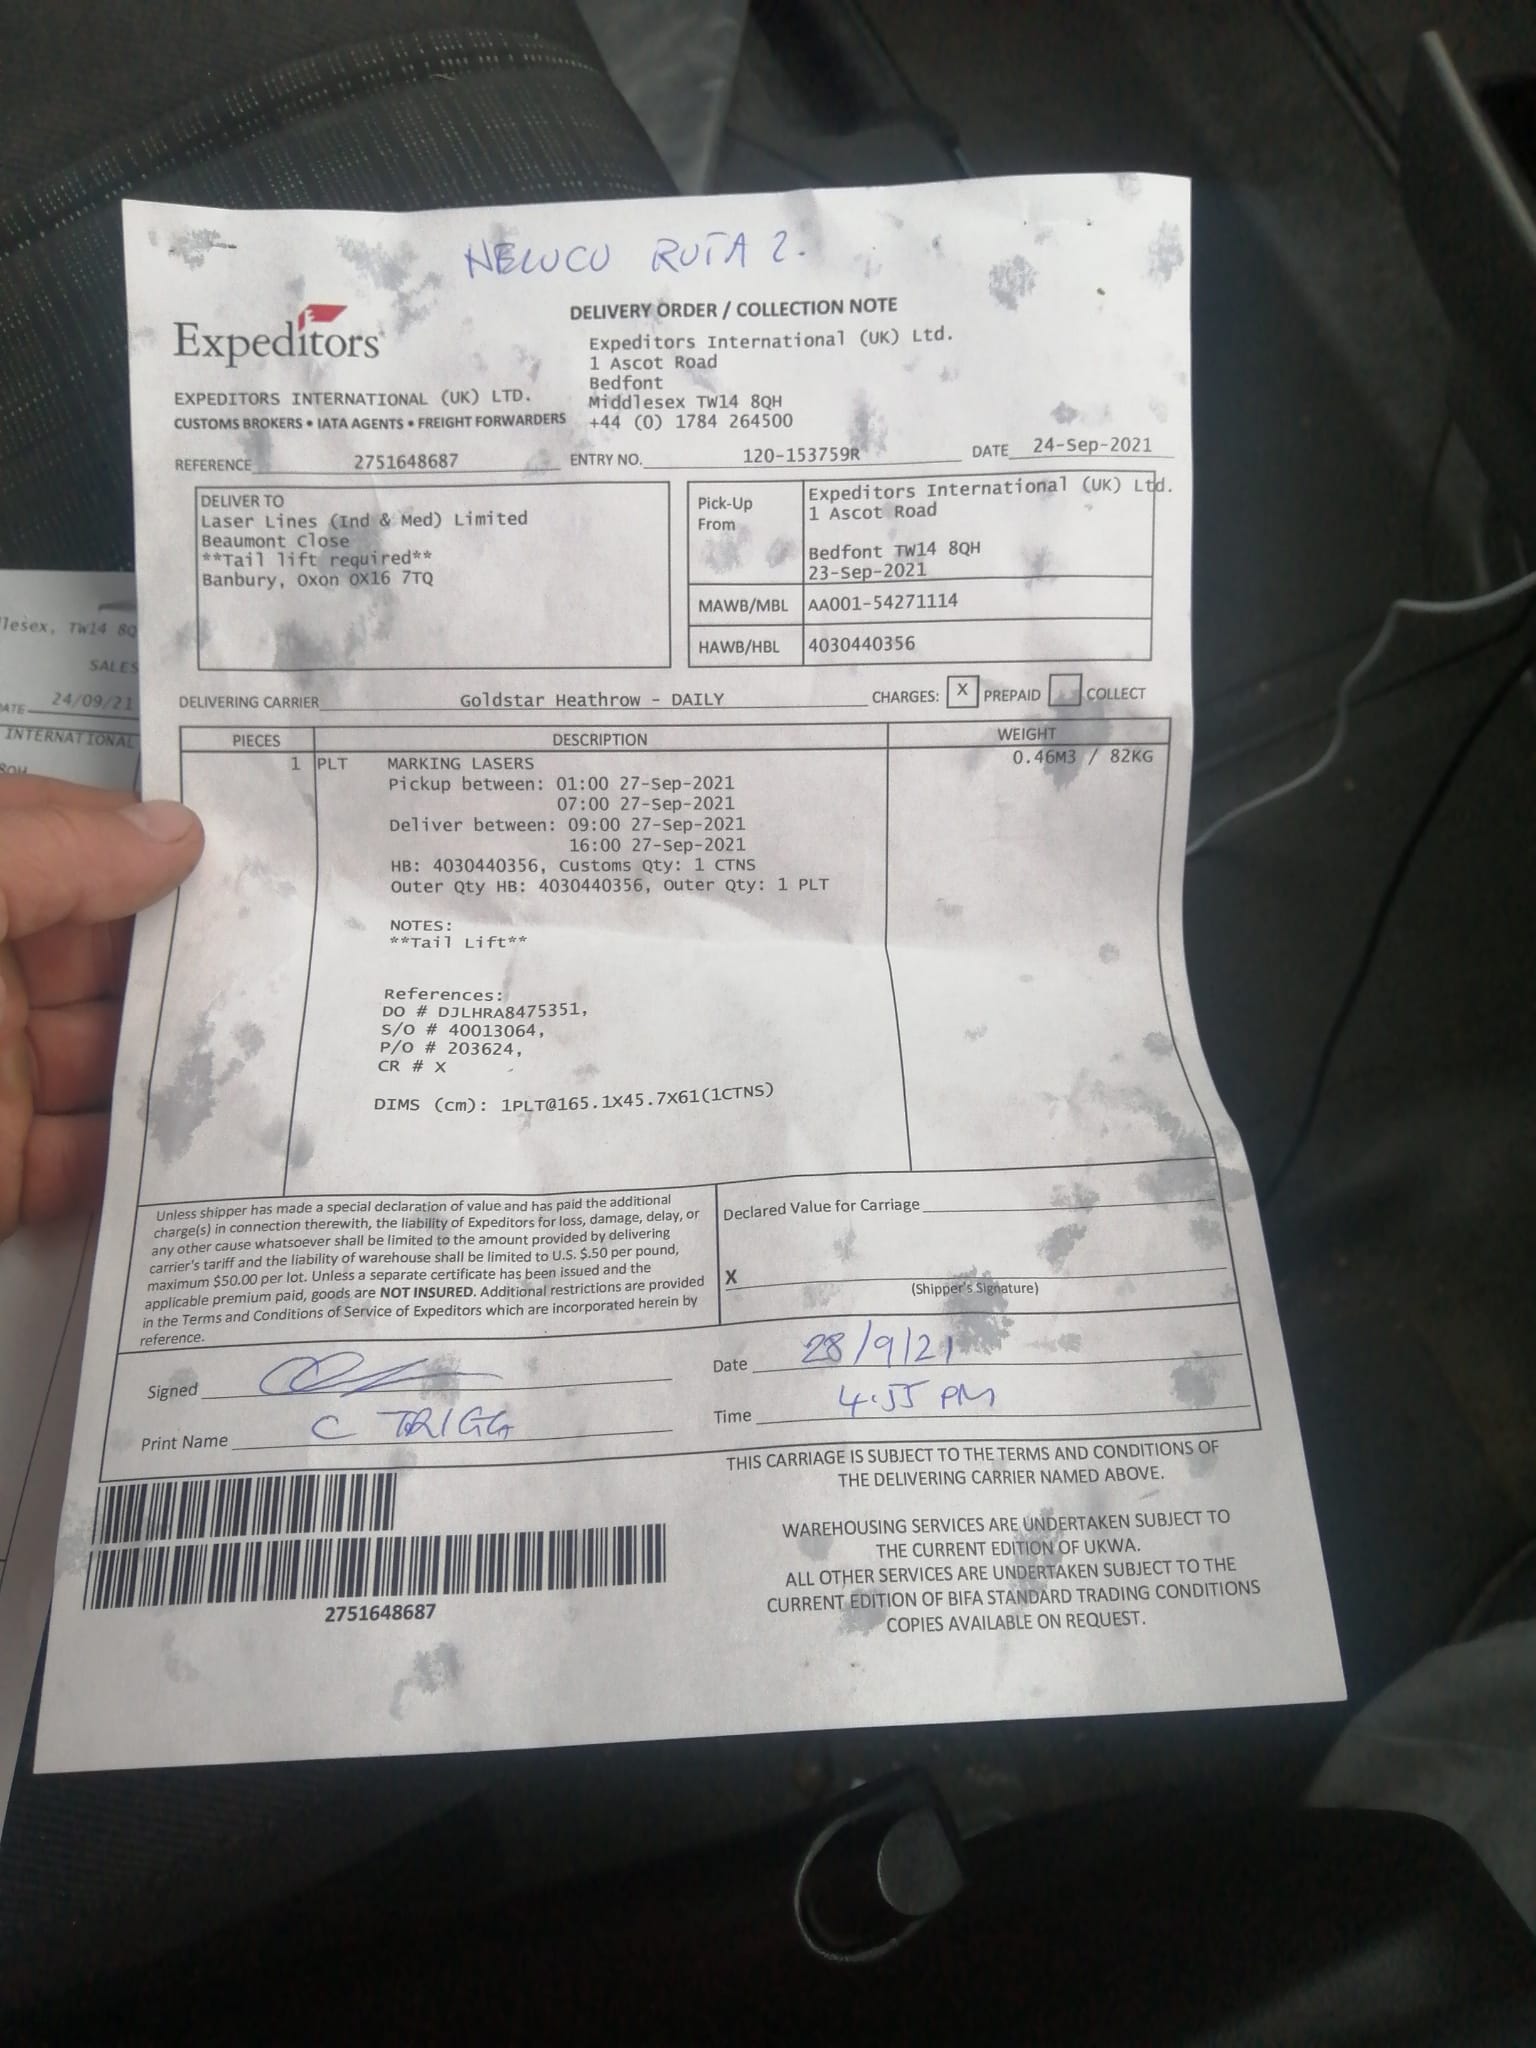 NELUCU RUTA 2.
Expeditors
DELIVERY ORDER / COLLECTION NOTE
Expeditors International (UK) Ltd.
1 Ascot Road
Bedfont
Middlesex TW14 8QH
+44 (0) 1784 264500
EXPEDITORS INTERNATIONAL (UK) LTD.
CUSTOMS BROKERS • IATA AGENTS • FREIGHT FORWARDERS
REFERENCE 2751648687 ENTRY NO. 120-153759R DATE 24-Sep-2021
DELIVER TO
Laser Lines (Ind & Med) Limited
Beaumont Close
**Tail lift required**
Banbury, Oxon OX16 7TQ
Pick-Up From
Expeditors International (UK) Ltd.
1 Ascot Road
Bedfont TW14 8QH
23-Sep-2021
MAWB/MBL AA001-54271114
HAWB/HBL 4030440356
DELIVERING CARRIER Goldstar Heathrow - DAILY CHARGES: X PREPAID COLLECT
PIECES DESCRIPTION WEIGHT
1 PLT MARKING LASERS 0.46M3 / 82KG
Pickup between: 01:00 27-Sep-2021
07:00 27-Sep-2021
Deliver between: 09:00 27-Sep-2021
16:00 27-Sep-2021
HB: 4030440356, Customs Qty: 1 CTNS
Outer Qty HB: 4030440356, Outer Qty: 1 PLT
NOTES:
**Tail Lift**
References:
DO # DJLHRA8475351,
S/O # 40013064,
P/O # 203624,
CR # X
DIMS (cm): 1PLT@165.1X45.7X61(1CTNS)
Unless shipper has made a special declaration of value and has paid the additional
charge(s) in connection therewith, the liability of Expeditors for loss, damage, delay, or
any other cause whatsoever shall be limited to the amount provided by delivering
carrier's tariff and the liability of warehouse shall be limited to U.S. $.50 per pound,
maximum $50.00 per lot. Unless a separate certificate has been issued and the
applicable premium paid, goods are NOT INSURED. Additional restrictions are provided
in the Terms and Conditions of Service of Expeditors which are incorporated herein by
reference.
Declared Value for Carriage
X
(Shipper's Signature)
Signed
Date 28/9/21
Print Name C TRIGG
Time 4.55 PM
THIS CARRIAGE IS SUBJECT TO THE TERMS AND CONDITIONS OF
THE DELIVERING CARRIER NAMED ABOVE.
WAREHOUSING SERVICES ARE UNDERTAKEN SUBJECT TO
THE CURRENT EDITION OF UKWA.
ALL OTHER SERVICES ARE UNDERTAKEN SUBJECT TO THE
CURRENT EDITION OF BIFA STANDARD TRADING CONDITIONS
COPIES AVAILABLE ON REQUEST.
2751648687
lesex, TW14 8Q
SALES
ATE 24/09/21
INTERNATIONAL